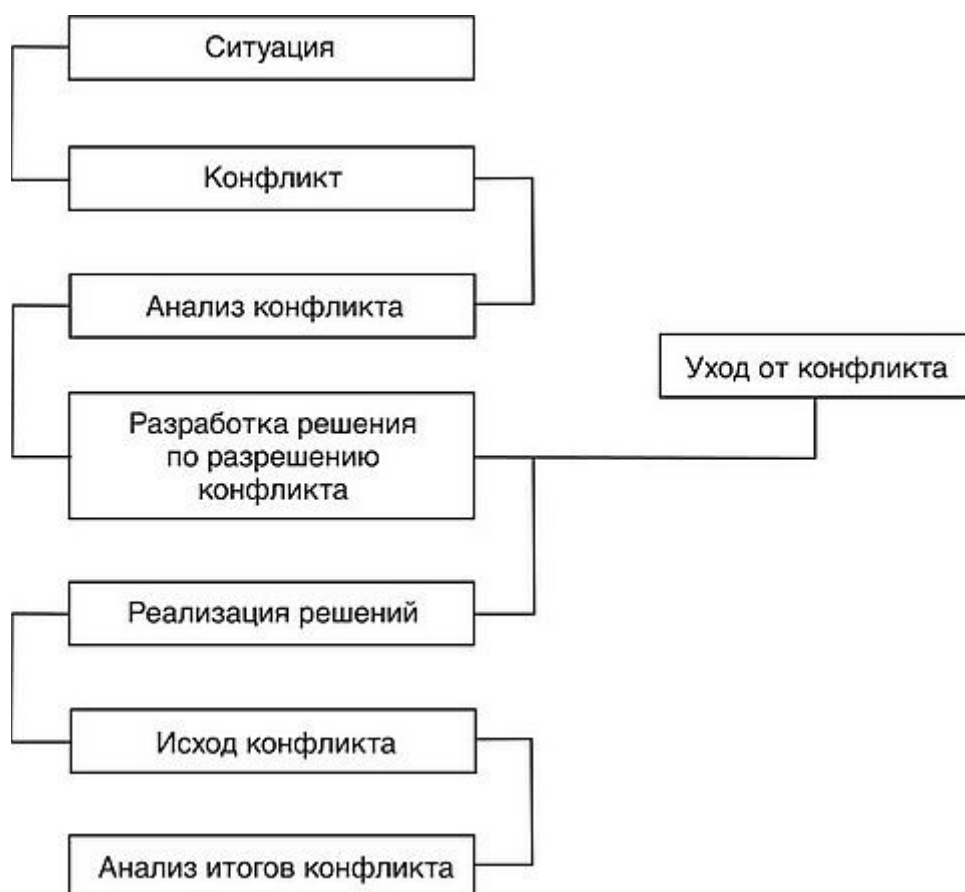 Ситуация
Конфликт
Анализ конфликта
Уход от конфликта
Разработка решения
по разрешению
конфликта
Реализация решений
Исход конфликта
Анализ итогов конфликта